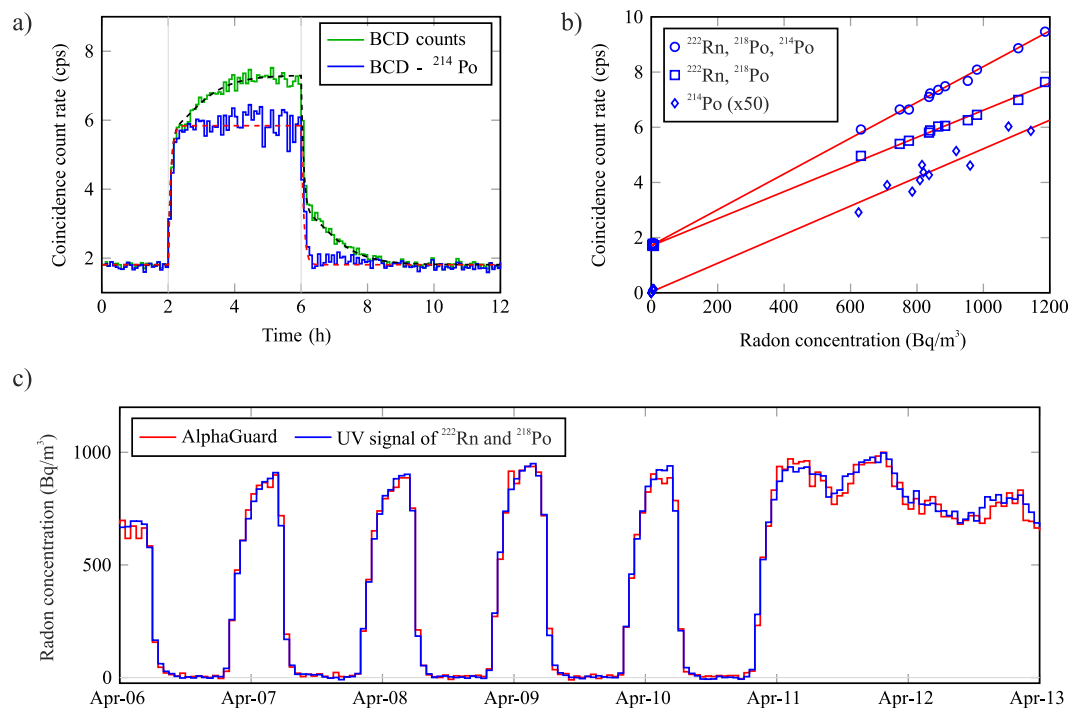 a)
BCD counts
BCD - ²¹⁴ Po
Coincidence count rate (cps)
8
6
4
2
0 2 4 6 8 10 12
Time (h)
b)
²²²Rn, ²¹⁸Po, ²¹⁴Po
²²²Rn, ²¹⁸Po
²¹⁴Po (x50)
Coincidence count rate (cps)
10
8
6
4
2
0
0 200 400 600 800 1000 1200
Radon concentration (Bq/m³)
c)
AlphaGuard UV signal of ²²²Rn and ²¹⁸Po
Radon concentration (Bq/m³)
1000
500
0
Apr-06 Apr-07 Apr-08 Apr-09 Apr-10 Apr-11 Apr-12 Apr-13